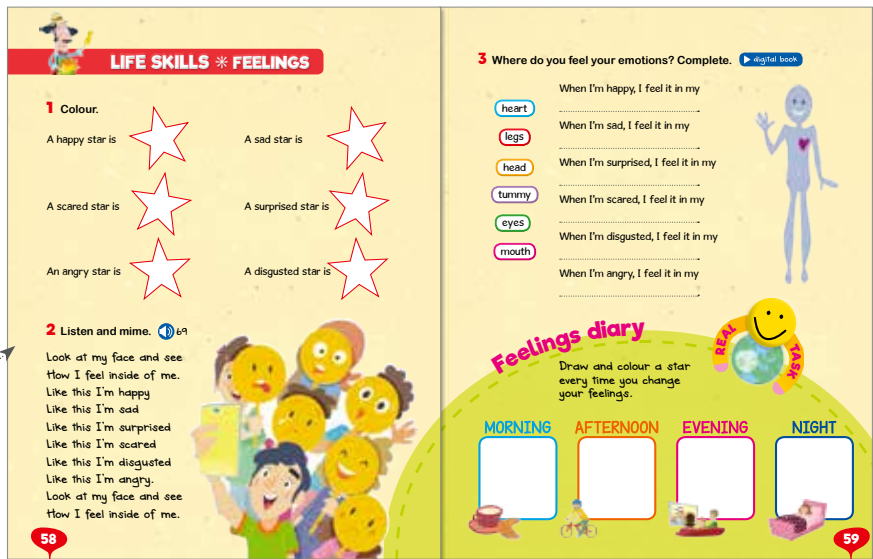 LIFE SKILLS * FEELINGS
1 Colour.
A happy star is
A sad star is
A scared star is
A surprised star is
An angry star is
A disgusted star is
2 Listen and mime. 69
Look at my face and see
How I feel inside of me.
Like this I'm happy
Like this I'm sad
Like this I'm surprised
Like this I'm scared
Like this I'm disgusted
Like this I'm angry.
Look at my face and see
How I feel inside of me.
58
3 Where do you feel your emotions? Complete. digital book
heart
legs
head
tummy
eyes
mouth
When I'm happy, I feel it in my
When I'm sad, I feel it in my
When I'm surprised, I feel it in my
When I'm scared, I feel it in my
When I'm disgusted, I feel it in my
When I'm angry, I feel it in my
Feelings diary
REAL TASK
Draw and colour a star
every time you change
your feelings.
MORNING
AFTERNOON
EVENING
NIGHT
59